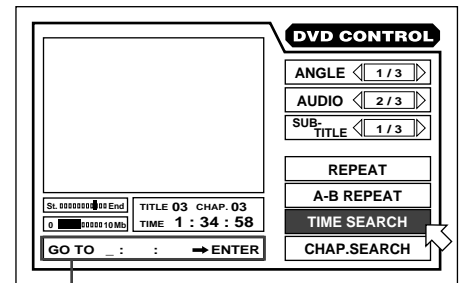 DVD CONTROL
ANGLE 1 / 3
AUDIO 2 / 3
SUB-
TITLE 1 / 3
REPEAT
A-B REPEAT
TIME SEARCH
CHAP.SEARCH
St. End
0 10Mb
TITLE 03 CHAP. 03
TIME 1 : 34 : 58
GO TO _ : : ➡ ENTER